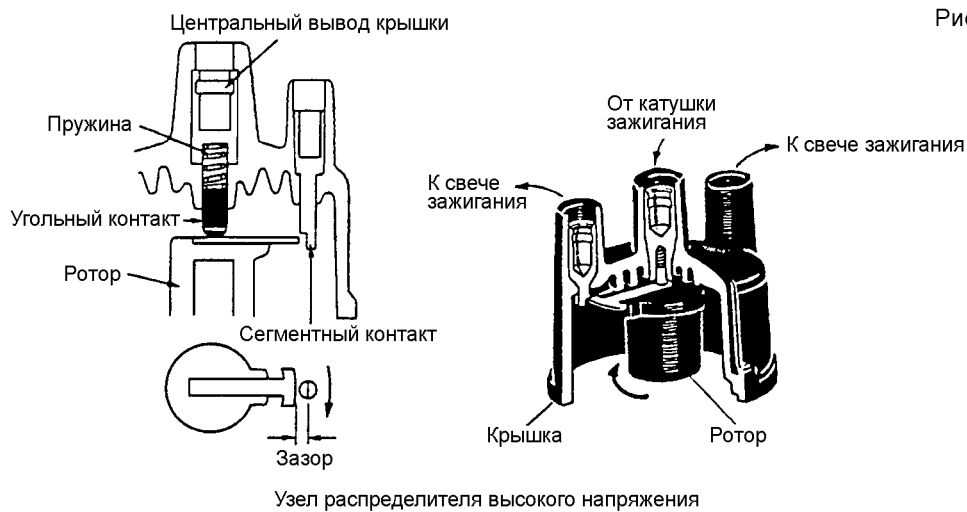 Рис
Центральный вывод крышки
Пружина
Угольный контакт
Ротор
Сегментный контакт
Зазор
От катушки
зажигания
К свече зажигания
К свече
зажигания
Крышка
Ротор
Узел распределителя высокого напряжения